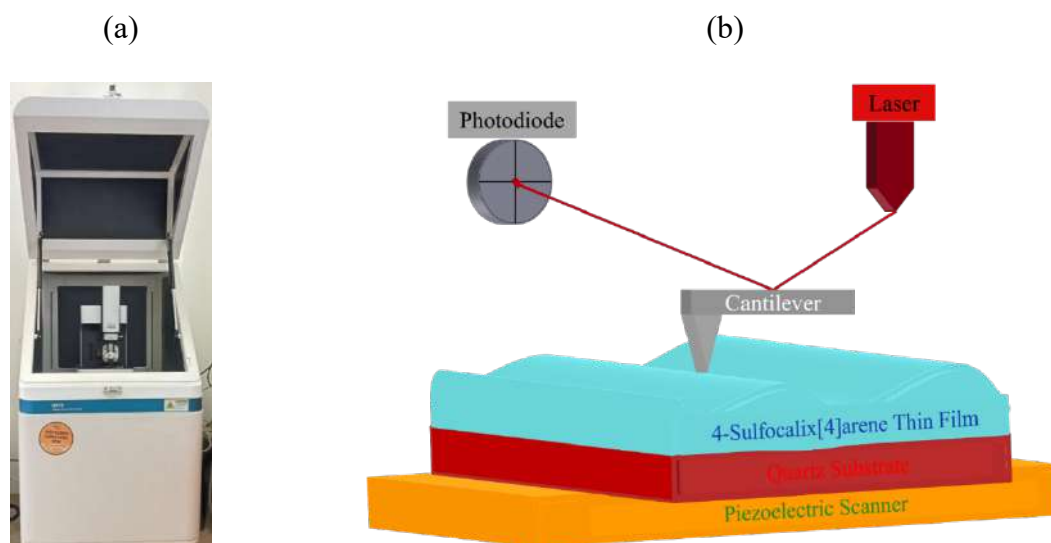 (a)
(b)
Photodiode
Laser
Cantilever
4-Sulfocalix[4]arene Thin Film
Quartz Substrate
Piezoelectric Scanner